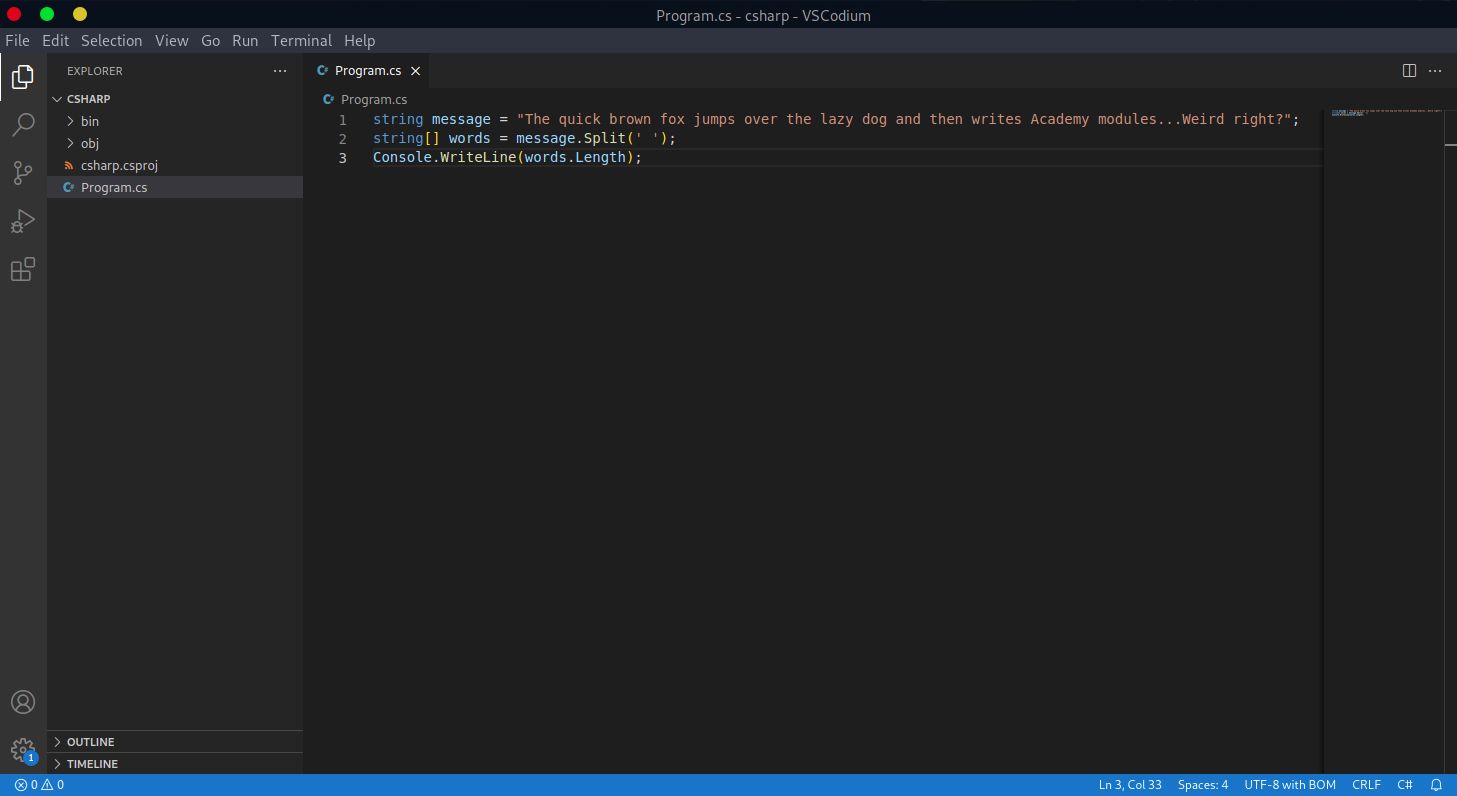 Program.cs - csharp - VSCodium
File Edit Selection View Go Run Terminal Help
EXPLORER
CSHARP
bin
obj
csharp.csproj
Program.cs
OUTLINE
TIMELINE
Program.cs
Program.cs
1 string message = "The quick brown fox jumps over the lazy dog and then writes Academy modules...Weird right?";
2 string[] words = message.Split(' ');
3 Console.WriteLine(words.Length);
1
0 0 Ln 3, Col 33 Spaces: 4 UTF-8 with BOM CRLF C#